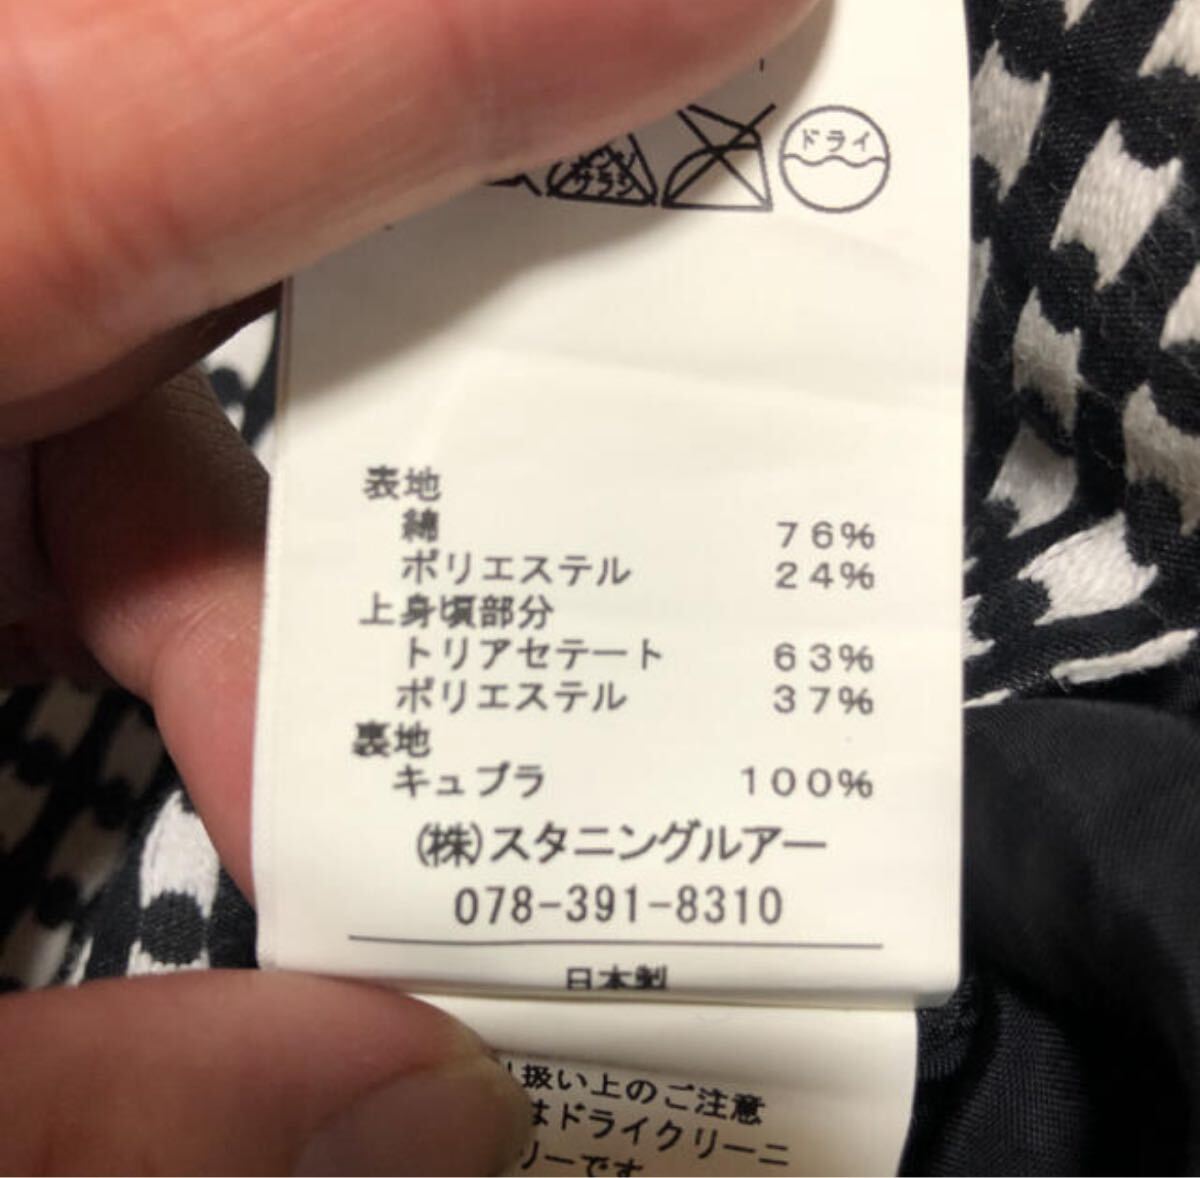 ドライ
表地
綿 76%
ポリエステル 24%
上身頃部分
トリアセテート 63%
ポリエステル 37%
裏地
キュプラ 100%
(株)スタニングルアー
078-391-8310
日本製
り扱い上のご注意
はドライクリーニ
リーです